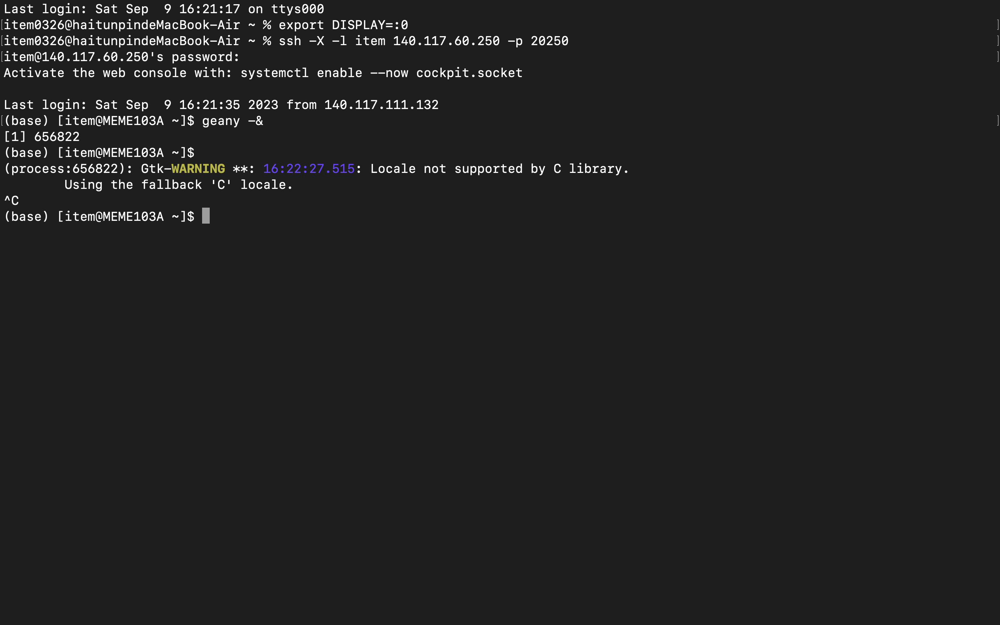 Last login: Sat Sep  9 16:21:17 on ttys000
[item0326@haitunpindeMacBook-Air ~ % export DISPLAY=:0 ]
[item0326@haitunpindeMacBook-Air ~ % ssh -X -l item 140.117.60.250 -p 20250 ]
[item@140.117.60.250's password: ]
Activate the web console with: systemctl enable --now cockpit.socket
Last login: Sat Sep  9 16:21:35 2023 from 140.117.111.132
[(base) [item@MEME103A ~]$ geany -& ]
[1] 656822
(base) [item@MEME103A ~]$
(process:656822): Gtk-WARNING **: 16:22:27.515: Locale not supported by C library.
        Using the fallback 'C' locale.
^C
(base) [item@MEME103A ~]$